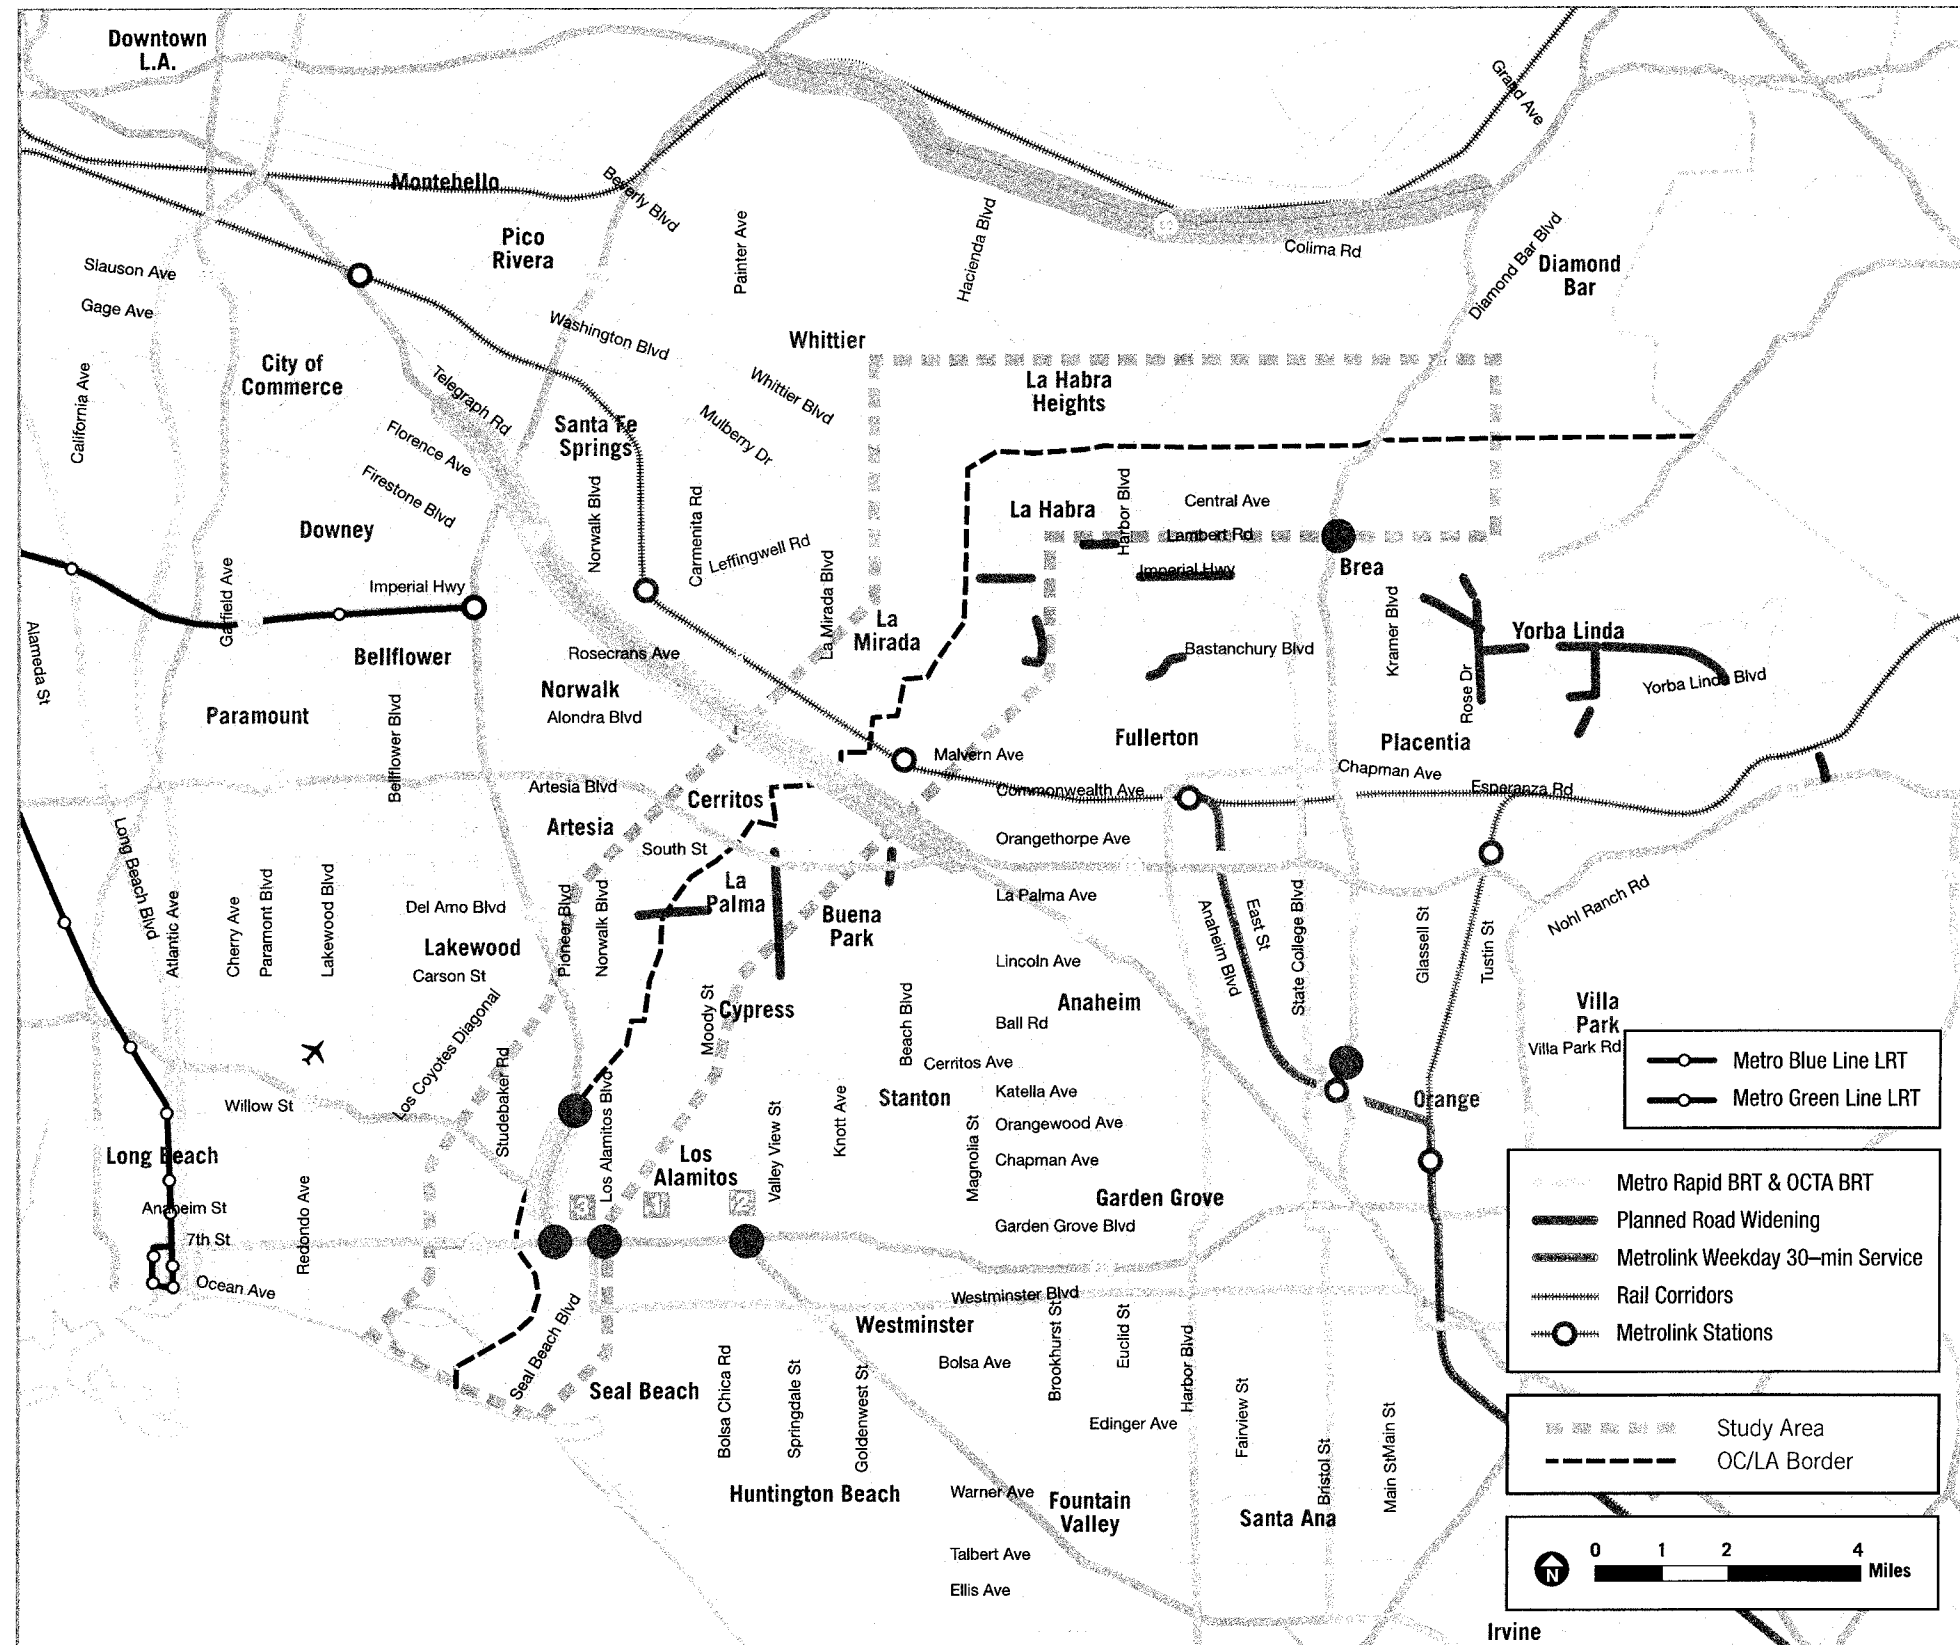 Downtown
L.A.
Grand Ave
Montebello
Beverly Blvd
Pico
Rivera
Painter Ave
Hacienda Blvd
Colima Rd
Diamond Bar Blvd
Diamond
Bar
Slauson Ave
Gage Ave
Washington Blvd
Whittier
City of
Commerce
California Ave
Telegraph Rd
Whittier Blvd
La Habra
Heights
Florence Ave
Santa Fe
Springs
Mulberry Dr
Firestone Blvd
Downey
Norwalk Blvd
Carmenita Rd
Leffingwell Rd
La Habra
Harbor Blvd
Central Ave
Lambert Rd
Brea
Imperial Hwy
Imperial Hwy
Garfield Ave
La Mirada Blvd
La
Mirada
Kramer Blvd
Yorba Linda
Alameda St
Bellflower
Rosecrans Ave
Bastanchury Blvd
Rose Dr
Yorba Linda Blvd
Norwalk
Alondra Blvd
Paramount
Bellflower Blvd
Fullerton
Placentia
Malvern Ave
Chapman Ave
Artesia Blvd
Cerritos
Commonwealth Ave
Esperanza Rd
Artesia
South St
Orangethorpe Ave
Long Beach Blvd
Atlantic Ave
Cherry Ave
Paramont Blvd
Lakewood Blvd
Del Amo Blvd
Pioneer Blvd
Norwalk Blvd
La
Palma
Buena
Park
La Palma Ave
Anaheim Blvd
East St
State College Blvd
Glassell St
Tustin St
Nohl Ranch Rd
Lakewood
Carson St
Lincoln Ave
Los Coyotes Diagonal
Moody St
Cypress
Beach Blvd
Anaheim
Ball Rd
Villa
Park
Villa Park Rd
Studebaker Rd
Cerritos Ave
Willow St
Los Alamitos Blvd
Valley View St
Knott Ave
Stanton
Katella Ave
Orange
Orangewood Ave
Long Beach
Los
Alamitos
Magnolia St
Chapman Ave
Anaheim St
Redondo Ave
3
1
2
Garden Grove
7th St
Garden Grove Blvd
Ocean Ave
Seal Beach Blvd
Westminster Blvd
Westminster
Brookhurst St
Euclid St
Harbor Blvd
Seal Beach
Bolsa Chica Rd
Springdale St
Goldenwest St
Bolsa Ave
Edinger Ave
Fairview St
Bristol St
Main St
Main St
Huntington Beach
Warner Ave
Fountain
Valley
Santa Ana
Talbert Ave
Ellis Ave
Irvine
Metro Blue Line LRT
Metro Green Line LRT
Metro Rapid BRT & OCTA BRT
Planned Road Widening
Metrolink Weekday 30–min Service
Rail Corridors
Metrolink Stations
Study Area
OC/LA Border
N
0 1 2 4
Miles